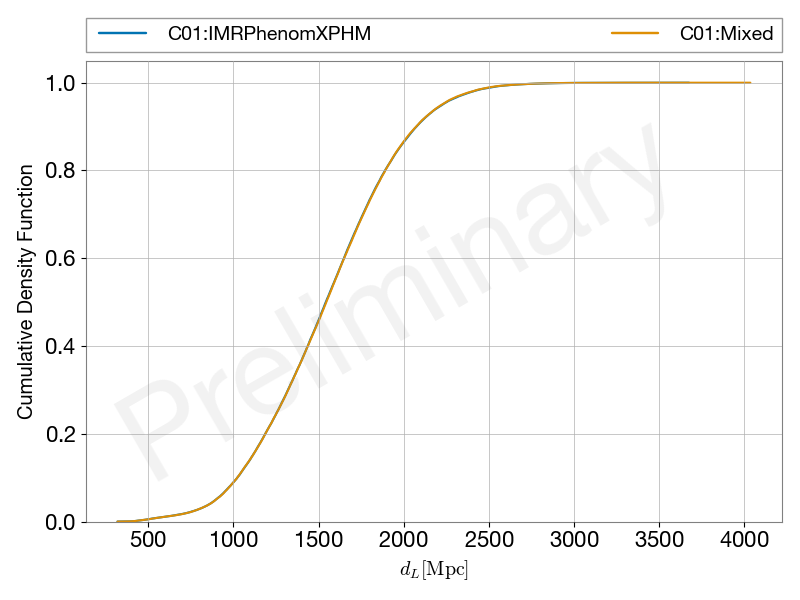 C01:IMRPhenomXPHM C01:Mixed
1.0
0.8
0.6
0.4
0.2
0.0
Cumulative Density Function
Preliminary
500 1000 1500 2000 2500 3000 3500 4000
d_L[Mpc]